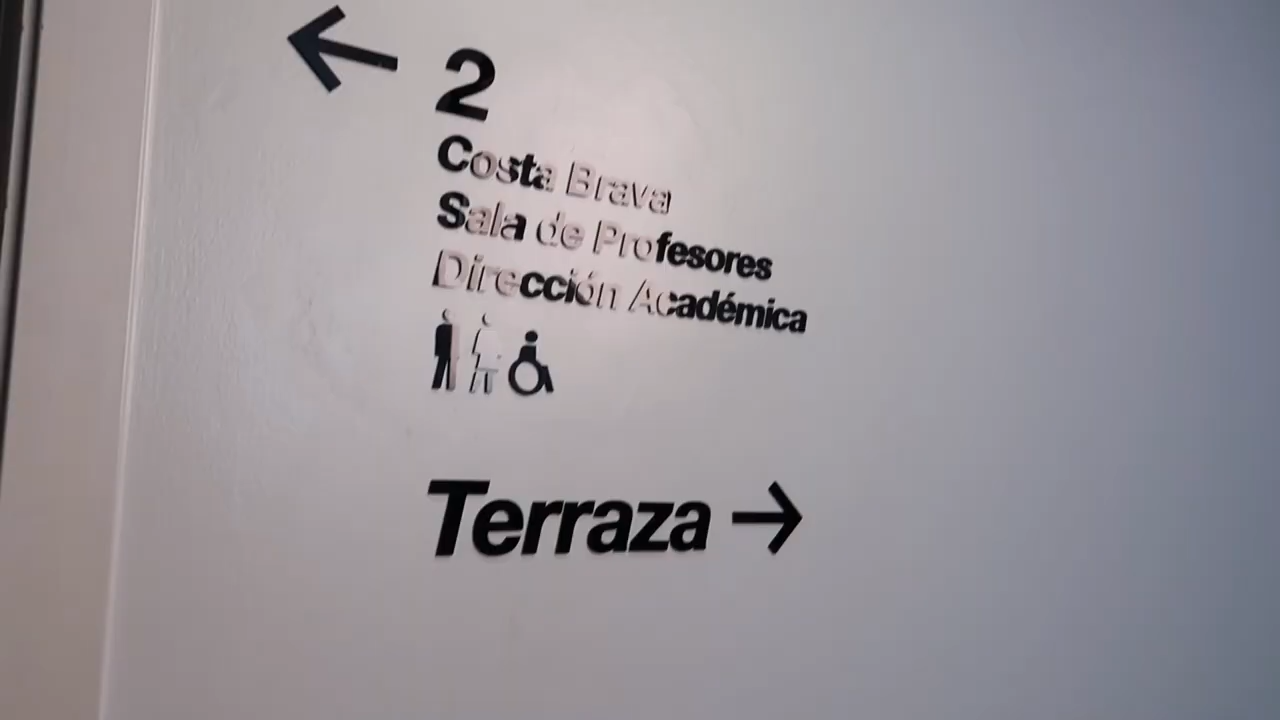 2
Costa Brava
Sala de Profesores
Dirección Académica
Terraza